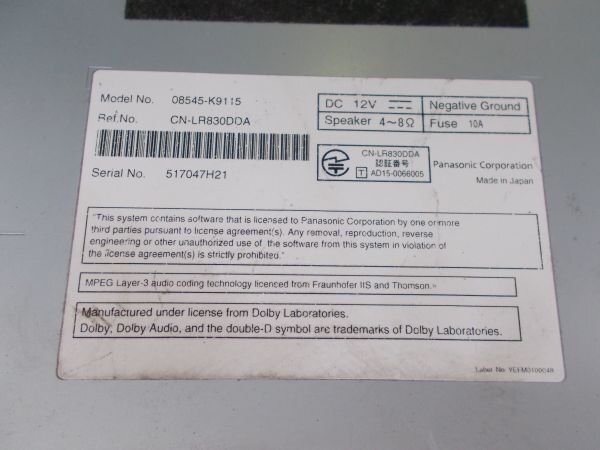 Model No. 08545-K9115
Ref.No. CN-LR830DDA
Serial No. 517047H21
DC 12V Negative Ground
Speaker 4~8Ω Fuse 10A
CN-LR830DDA
認証番号
T AD15-0066005
Panasonic Corporation
Made in Japan
"This system contains software that is licensed to Panasonic Corporation by one or more
third parties pursuant to license agreement(s). Any removal, reproduction, reverse
engineering or other unauthorized use of, the software from this system in violation of
the license agreement(s) is strictly prohibited."
MPEG Layer-3 audio coding technology licenced from Fraunhofer IIS and Thomson.
Manufactured under license from Dolby Laboratories.
Dolby, Dolby Audio, and the double-D symbol are trademarks of Dolby Laboratories.
Label No